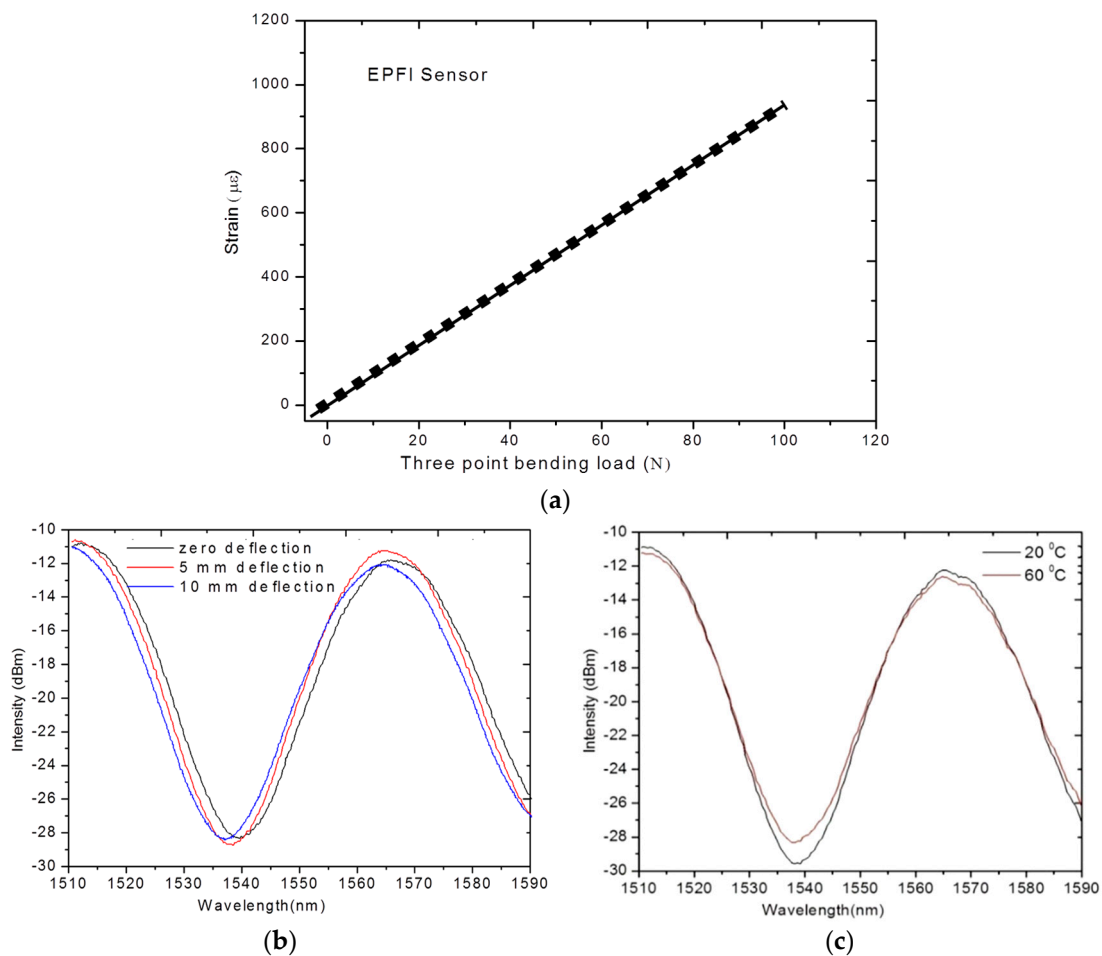 1200
1000
800
600
400
200
0
Strain (με)
EPFI Sensor
0 20 40 60 80 100 120
Three point bending load (N)
(a)
-10
-12
-14
-16
-18
-20
-22
-24
-26
-28
-30
Intensity (dBm)
zero deflection
5 mm deflection
10 mm deflection
1510 1520 1530 1540 1550 1560 1570 1580 1590
Wavelength(nm)
(b)
-10
-12
-14
-16
-18
-20
-22
-24
-26
-28
-30
Intensity (dBm)
20 ⁰C
60 ⁰C
1510 1520 1530 1540 1550 1560 1570 1580 1590
Wavelength(nm)
(c)